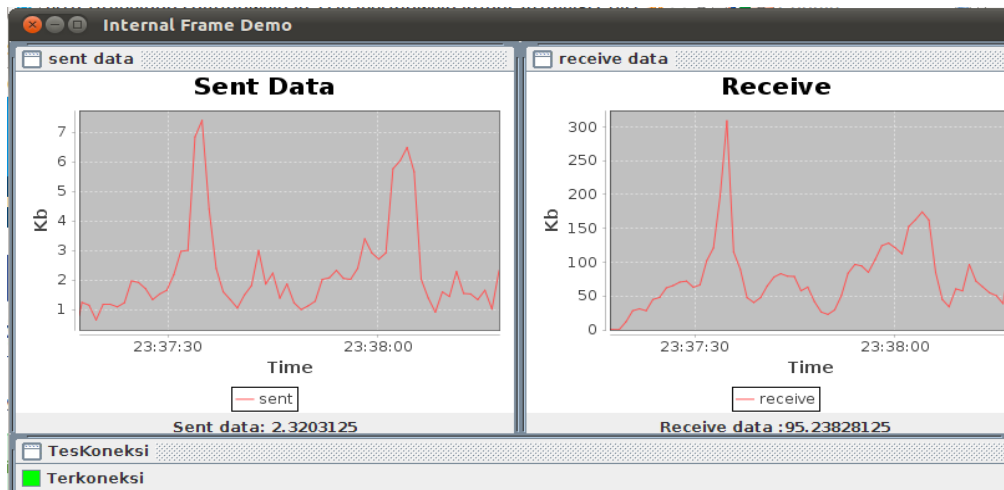 Internal Frame Demo
sent data
Sent Data
Kb
7
6
5
4
3
2
1
23:37:30
23:38:00
Time
sent
Sent data: 2.3203125
receive data
Receive
Kb
300
250
200
150
100
50
0
23:37:30
23:38:00
Time
receive
Receive data :95.23828125
TesKoneksi
Terkoneksi